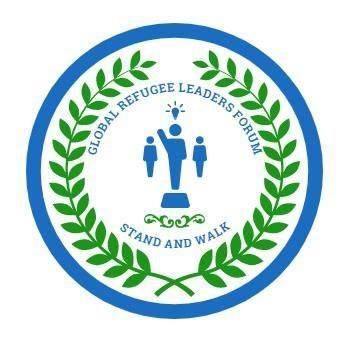 GLOBAL REFUGEE LEADERS FORUM
STAND AND WALK